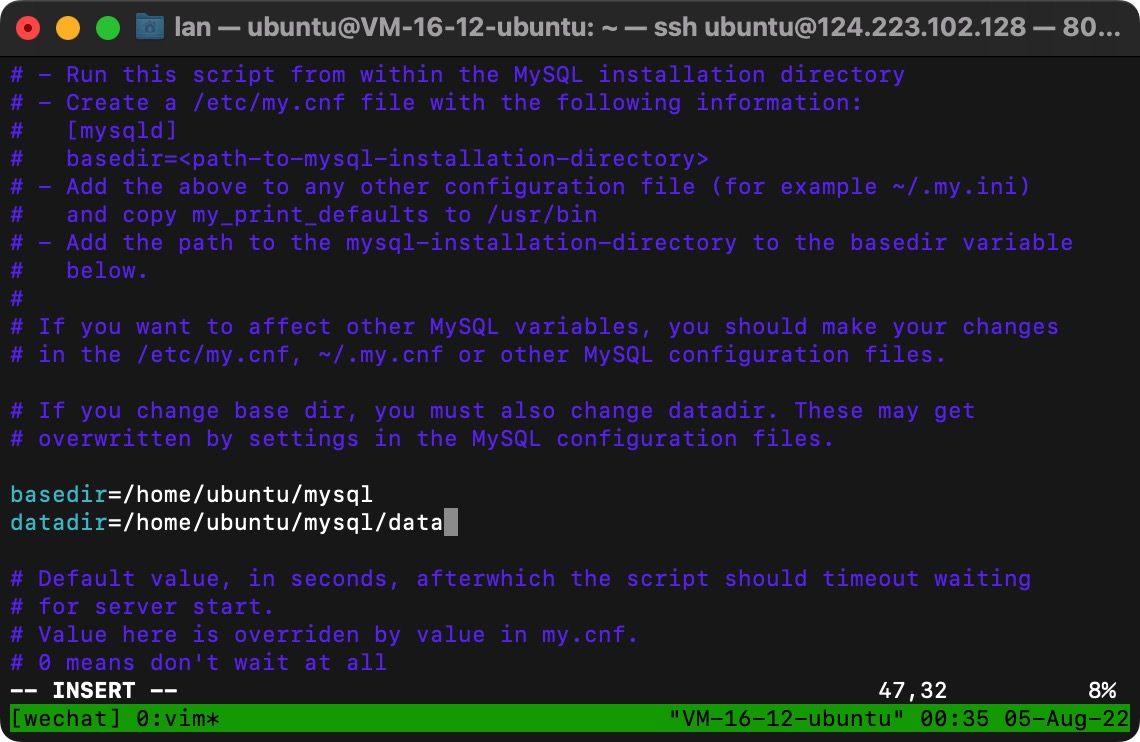 lan — ubuntu@VM-16-12-ubuntu: ~ — ssh ubuntu@124.223.102.128 — 80...
# - Run this script from within the MySQL installation directory
# - Create a /etc/my.cnf file with the following information:
#   [mysqld]
#   basedir=<path-to-mysql-installation-directory>
# - Add the above to any other configuration file (for example ~/.my.ini)
#   and copy my_print_defaults to /usr/bin
# - Add the path to the mysql-installation-directory to the basedir variable
#   below.
#
# If you want to affect other MySQL variables, you should make your changes
# in the /etc/my.cnf, ~/.my.cnf or other MySQL configuration files.
# If you change base dir, you must also change datadir. These may get
# overwritten by settings in the MySQL configuration files.
basedir=/home/ubuntu/mysql
datadir=/home/ubuntu/mysql/data
# Default value, in seconds, afterwhich the script should timeout waiting
# for server start.
# Value here is overriden by value in my.cnf.
# 0 means don't wait at all
-- INSERT -- 47,32 8%
[wechat] 0:vim* "VM-16-12-ubuntu" 00:35 05-Aug-22